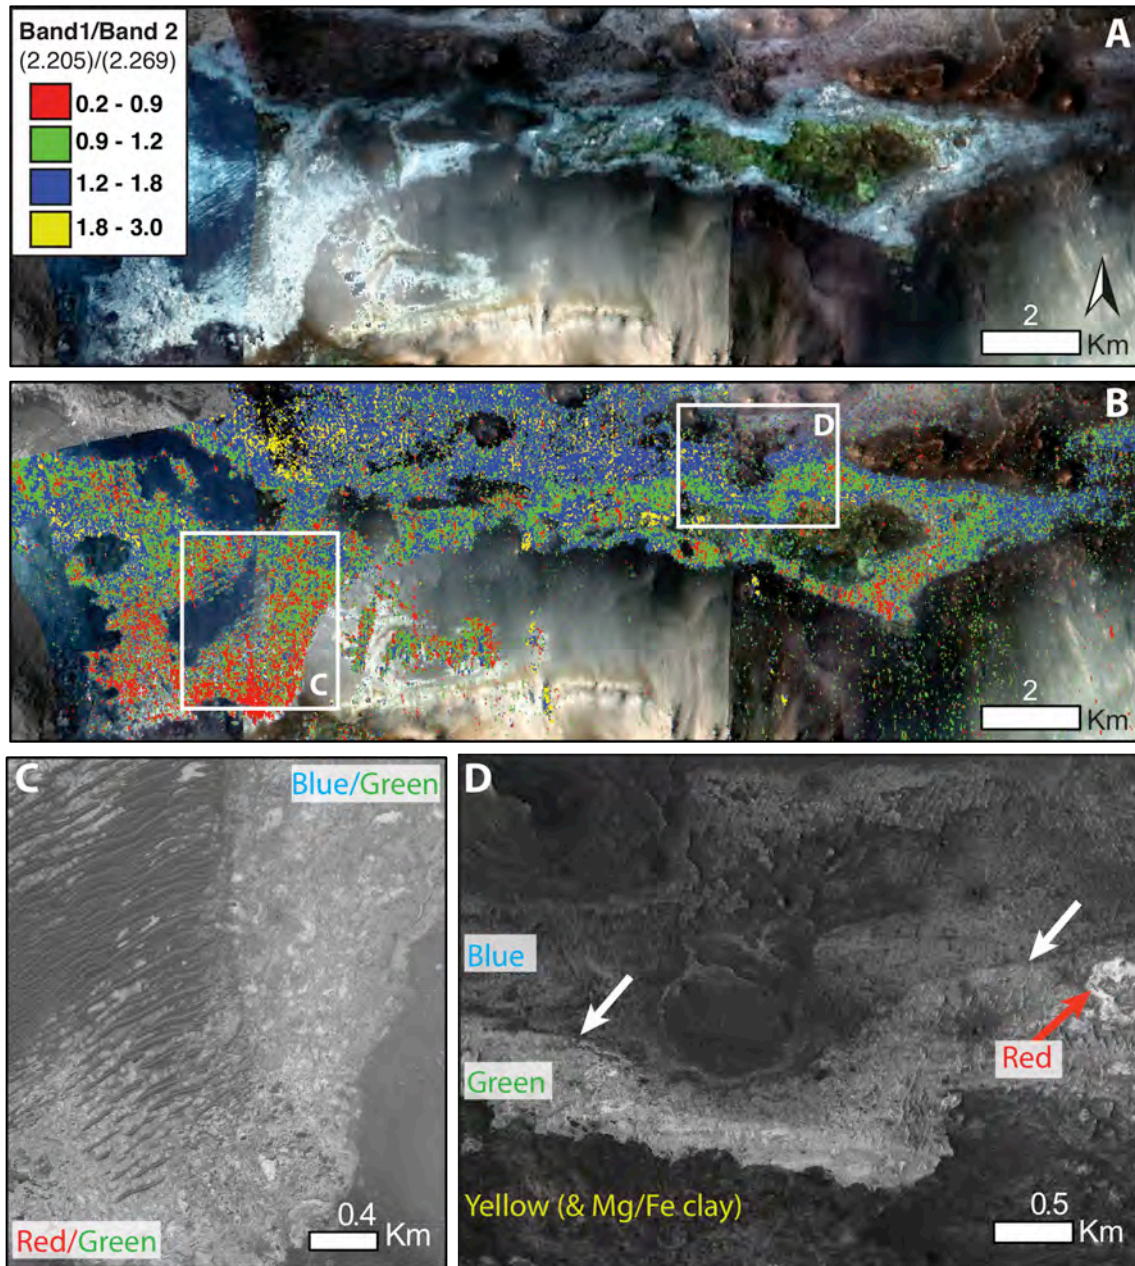 Band1/Band 2
(2.205)/(2.269)
0.2 - 0.9
0.9 - 1.2
1.2 - 1.8
1.8 - 3.0
A
2
Km
B
D
C
2
Km
C
Blue/Green
Red/Green
0.4
Km
D
Blue
Green
Red
Yellow (& Mg/Fe clay)
0.5
Km